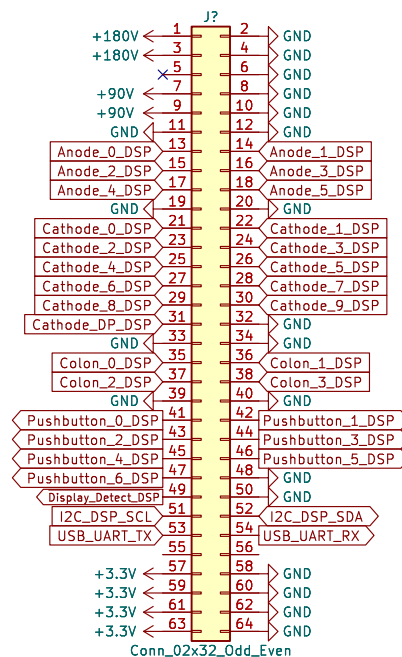 J?
+180V 1 2 GND
+180V 3 4 GND
5 6 GND
+90V 7 8 GND
+90V 9 10 GND
GND 11 12 GND
Anode_0_DSP 13 14 Anode_1_DSP
Anode_2_DSP 15 16 Anode_3_DSP
Anode_4_DSP 17 18 Anode_5_DSP
GND 19 20 GND
Cathode_0_DSP 21 22 Cathode_1_DSP
Cathode_2_DSP 23 24 Cathode_3_DSP
Cathode_4_DSP 25 26 Cathode_5_DSP
Cathode_6_DSP 27 28 Cathode_7_DSP
Cathode_8_DSP 29 30 Cathode_9_DSP
Cathode_DP_DSP 31 32 GND
GND 33 34 GND
Colon_0_DSP 35 36 Colon_1_DSP
Colon_2_DSP 37 38 Colon_3_DSP
GND 39 40 GND
Pushbutton_0_DSP 41 42 Pushbutton_1_DSP
Pushbutton_2_DSP 43 44 Pushbutton_3_DSP
Pushbutton_4_DSP 45 46 Pushbutton_5_DSP
Pushbutton_6_DSP 47 48 GND
Display_Detect_DSP 49 50 GND
I2C_DSP_SCL 51 52 I2C_DSP_SDA
USB_UART_TX 53 54 USB_UART_RX
55 56
+3.3V 57 58 GND
+3.3V 59 60 GND
+3.3V 61 62 GND
+3.3V 63 64 GND
Conn_02x32_Odd_Even